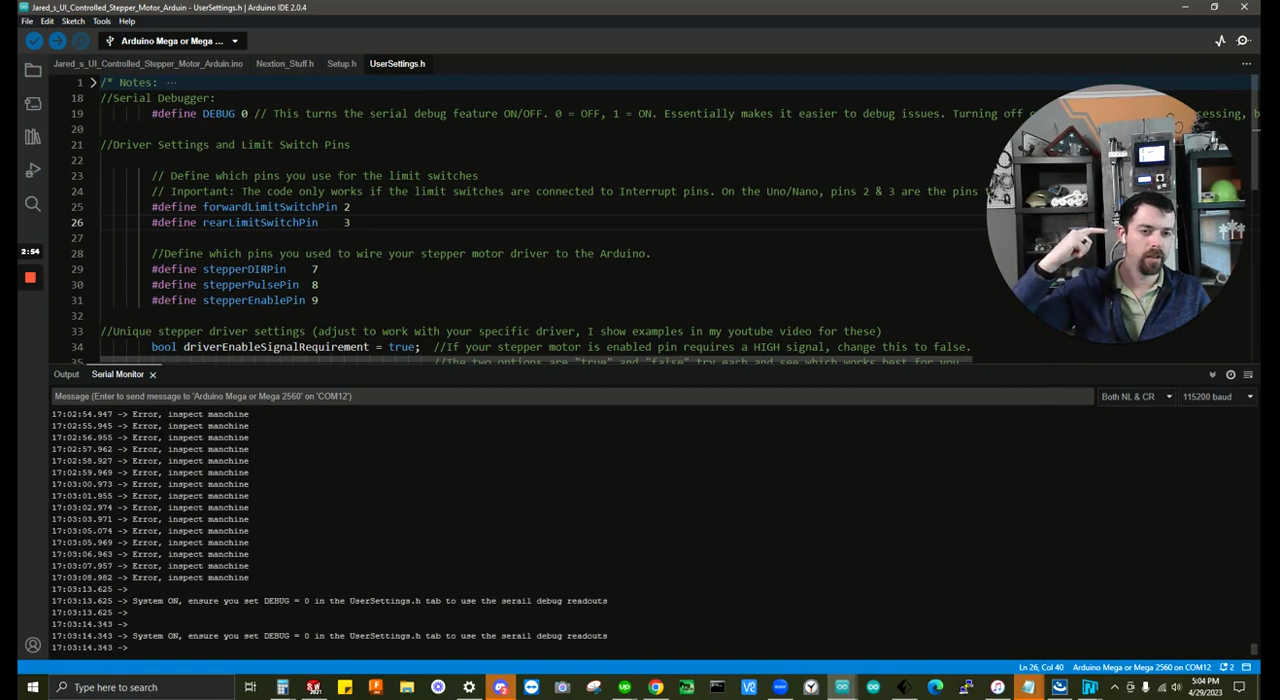 Jared_s_UI_Controlled_Stepper_Motor_Arduin - UserSettings.h | Arduino IDE 2.0.4
File Edit Sketch Tools Help
Arduino Mega or Mega ...
Jared_s_UI_Controlled_Stepper_Motor_Arduin.ino Nextion_Stuff.h Setup.h UserSettings.h
1 /* Notes: ...
18 //Serial Debugger:
19 #define DEBUG 0 // This turns the serial debug feature ON/OFF. 0 = OFF, 1 = ON. Essentially makes it easier to debug issues. Turning off
20
21 //Driver Settings and Limit Switch Pins
22
23 // Define which pins you use for the limit switches
24 // Inportant: The code only works if the limit switches are connected to Interrupt pins. On the Uno/Nano, pins 2 & 3 are the pins
25 #define forwardLimitSwitchPin 2
26 #define rearLimitSwitchPin 3
27
28 //Define which pins you used to wire your stepper motor driver to the Arduino.
29 #define stepperDIRPin 7
30 #define stepperPulsePin 8
31 #define stepperEnablePin 9
32
33 //Unique stepper driver settings (adjust to work with your specific driver, I show examples in my youtube video for these)
34 bool driverEnableSignalRequirement = true; //If your stepper motor is enabled pin requires a HIGH signal, change this to false.
35 //The two options are "true" and "false" try each and see which works best for you
2:54
Output Serial Monitor
Message (Enter to send message to 'Arduino Mega or Mega 2560' on 'COM12')
Both NL & CR 115200 baud
17:02:54.947 -> Error, inspect manchine
17:02:55.945 -> Error, inspect manchine
17:02:56.955 -> Error, inspect manchine
17:02:57.962 -> Error, inspect manchine
17:02:58.927 -> Error, inspect manchine
17:02:59.969 -> Error, inspect manchine
17:03:00.973 -> Error, inspect manchine
17:03:01.955 -> Error, inspect manchine
17:03:02.974 -> Error, inspect manchine
17:03:03.971 -> Error, inspect manchine
17:03:05.074 -> Error, inspect manchine
17:03:05.969 -> Error, inspect manchine
17:03:06.963 -> Error, inspect manchine
17:03:07.957 -> Error, inspect manchine
17:03:08.982 -> Error, inspect manchine
17:03:13.625 ->
17:03:13.625 -> System ON, ensure you set DEBUG = 0 in the UserSettings.h tab to use the serail debug readouts
17:03:13.625 ->
17:03:14.343 ->
17:03:14.343 -> System ON, ensure you set DEBUG = 0 in the UserSettings.h tab to use the serail debug readouts
17:03:14.343 ->
Ln 26, Col 40 Arduino Mega or Mega 2560 on COM12 2
Type here to search
5:04 PM
4/29/2023